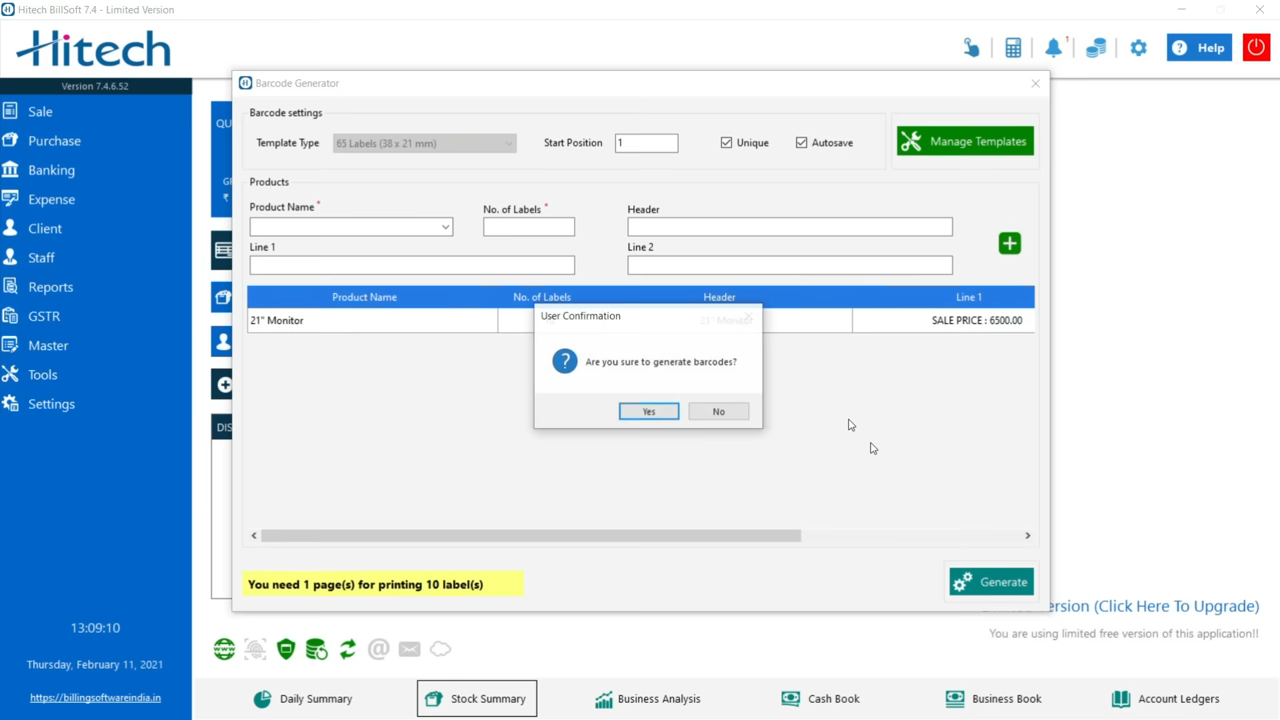 Hitech BillSoft 7.4 - Limited Version
Hitech
1
Help
Version 7.4.6.52
Sale
Purchase
Banking
Expense
Client
Staff
Reports
GSTR
Master
Tools
Settings
13:09:10
Thursday, February 11, 2021
https://billingsoftwareindia.in
QU
DIS
Barcode Generator
Barcode settings
Template Type 65 Labels (38 x 21 mm) Start Position 1 Unique Autosave
Manage Templates
Products
Product Name * No. of Labels * Header
Line 1 Line 2
Product Name No. of Labels Header Line 1
21" Monitor 21" Monitor SALE PRICE : 6500.00
User Confirmation
Are you sure to generate barcodes?
Yes No
You need 1 page(s) for printing 10 label(s)
Generate
ersion (Click Here To Upgrade)
You are using limited free version of this application!!
Daily Summary Stock Summary Business Analysis Cash Book Business Book Account Ledgers